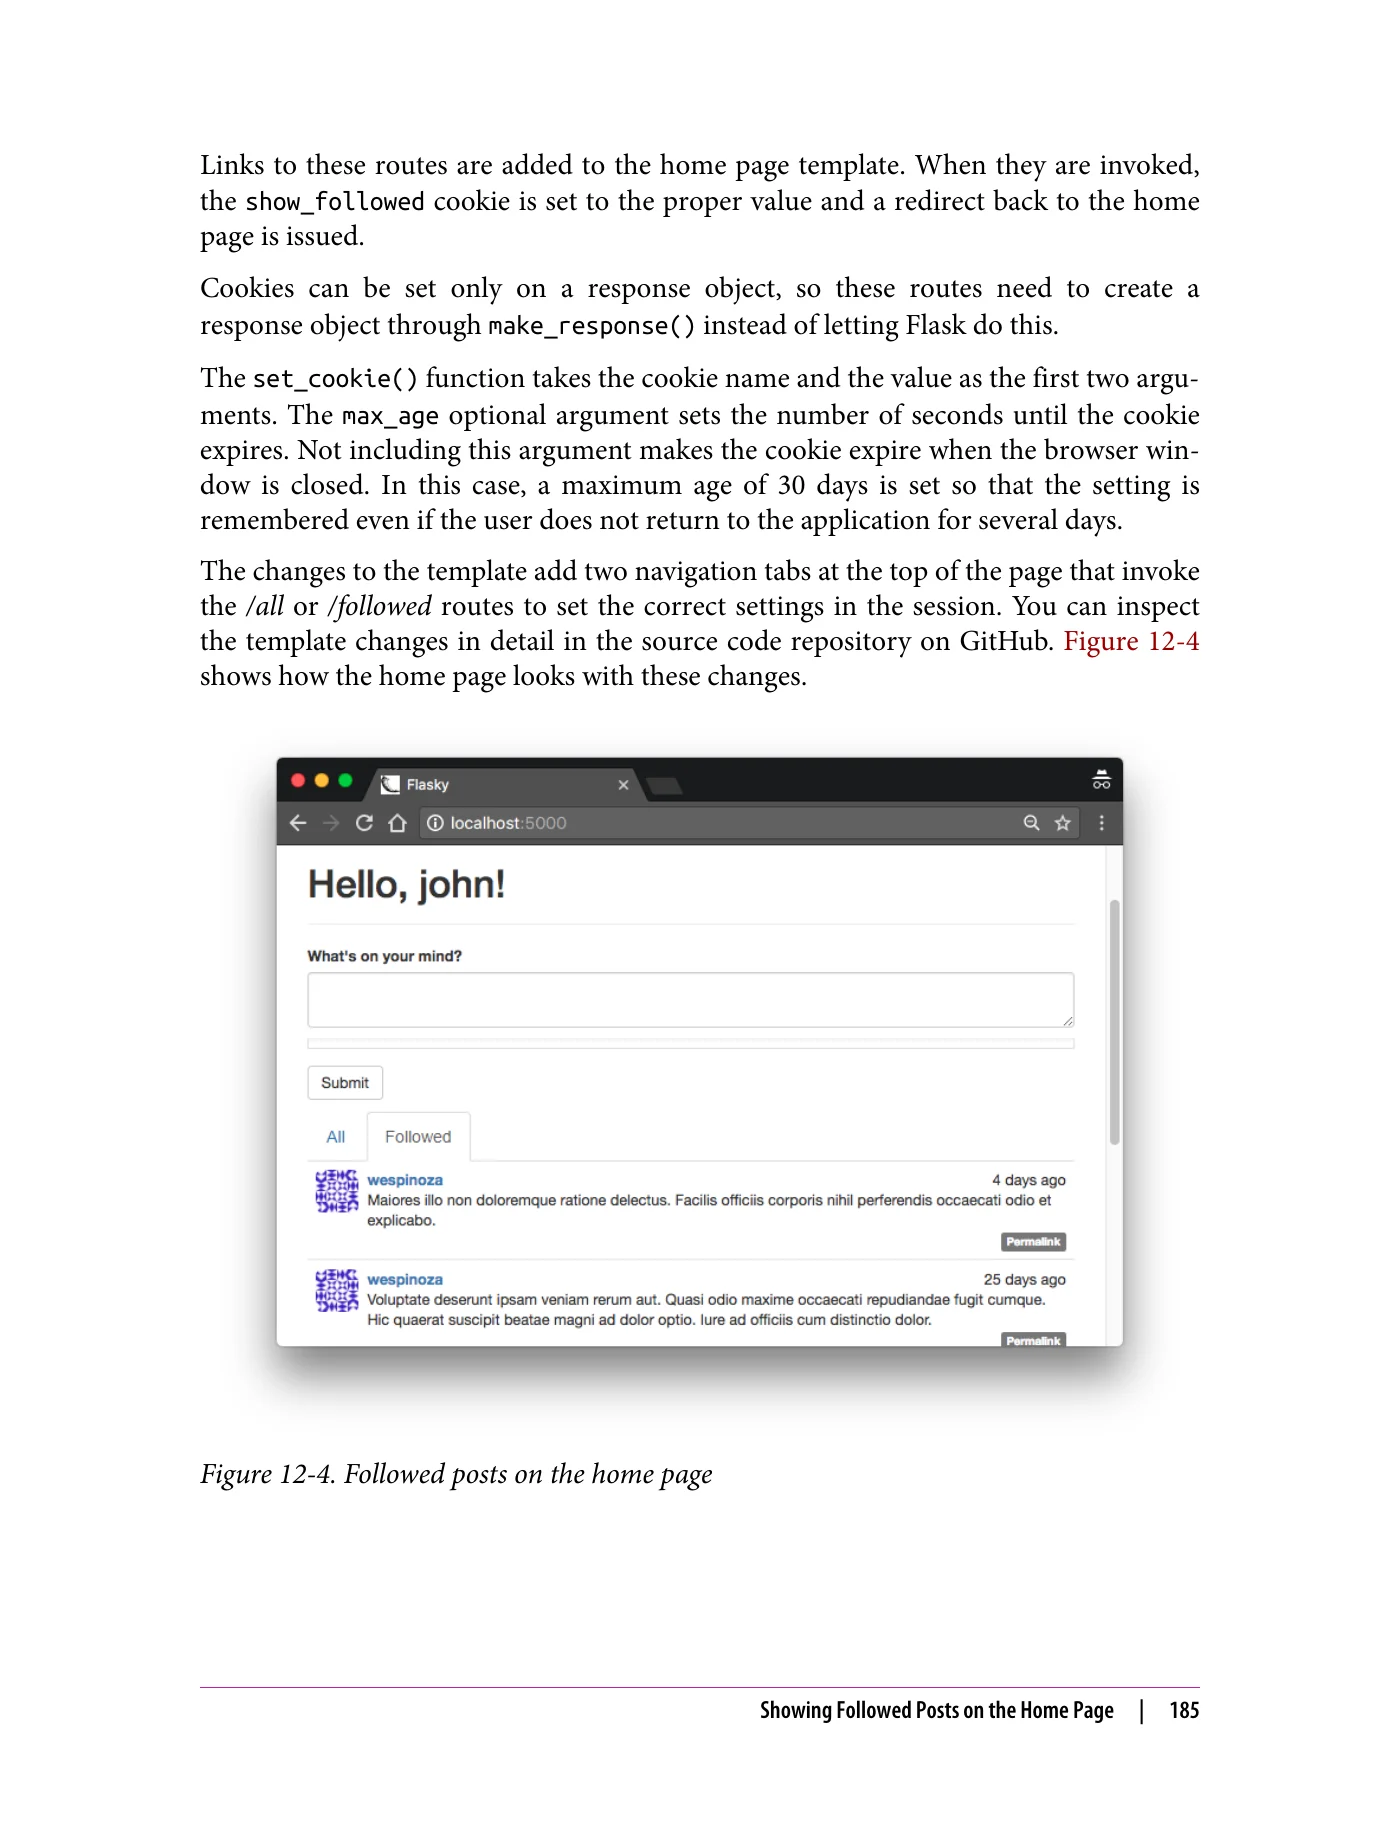 Links to these routes are added to the home page template. When they are invoked,
the show_followed cookie is set to the proper value and a redirect back to the home
page is issued.
Cookies can be set only on a response object, so these routes need to create a
response object through make_response() instead of letting Flask do this.
The set_cookie() function takes the cookie name and the value as the first two argu-
ments. The max_age optional argument sets the number of seconds until the cookie
expires. Not including this argument makes the cookie expire when the browser win-
dow is closed. In this case, a maximum age of 30 days is set so that the setting is
remembered even if the user does not return to the application for several days.
The changes to the template add two navigation tabs at the top of the page that invoke
the /all or /followed routes to set the correct settings in the session. You can inspect
the template changes in detail in the source code repository on GitHub. Figure 12-4
shows how the home page looks with these changes.
Flasky
localhost:5000
Hello, john!
What's on your mind?
Submit
All Followed
wespinoza 4 days ago
Maiores illo non doloremque ratione delectus. Facilis officiis corporis nihil perferendis occaecati odio et
explicabo.
Permalink
wespinoza 25 days ago
Voluptate deserunt ipsam veniam rerum aut. Quasi odio maxime occaecati repudiandae fugit cumque.
Hic quaerat suscipit beatae magni ad dolor optio. Iure ad officiis cum distinctio dolor.
Permalink
Figure 12-4. Followed posts on the home page
Showing Followed Posts on the Home Page | 185